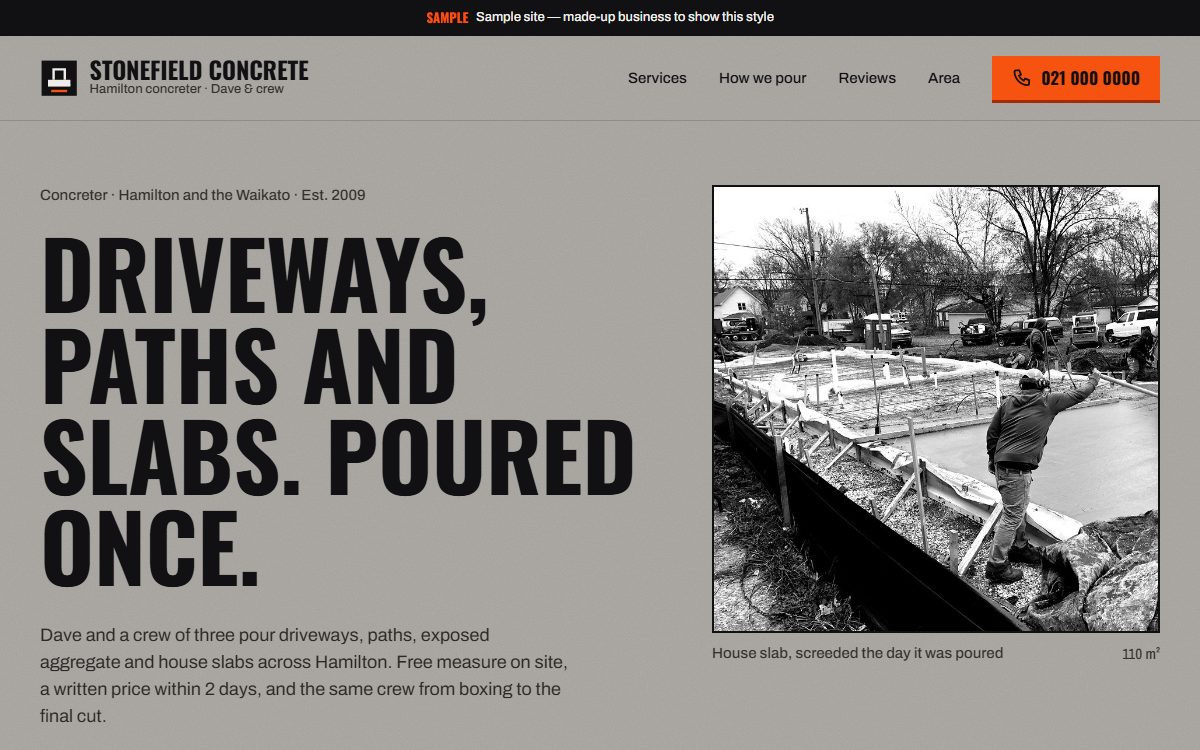 SAMPLE Sample site — made-up business to show this style
STONEFIELD CONCRETE
Hamilton concreter · Dave & crew
Services
How we pour
Reviews
Area
021 000 0000
Concreter · Hamilton and the Waikato · Est. 2009
DRIVEWAYS,
PATHS AND
SLABS. POURED
ONCE.
Dave and a crew of three pour driveways, paths, exposed
aggregate and house slabs across Hamilton. Free measure on site,
a written price within 2 days, and the same crew from boxing to the
final cut.
House slab, screeded the day it was poured
110 m²